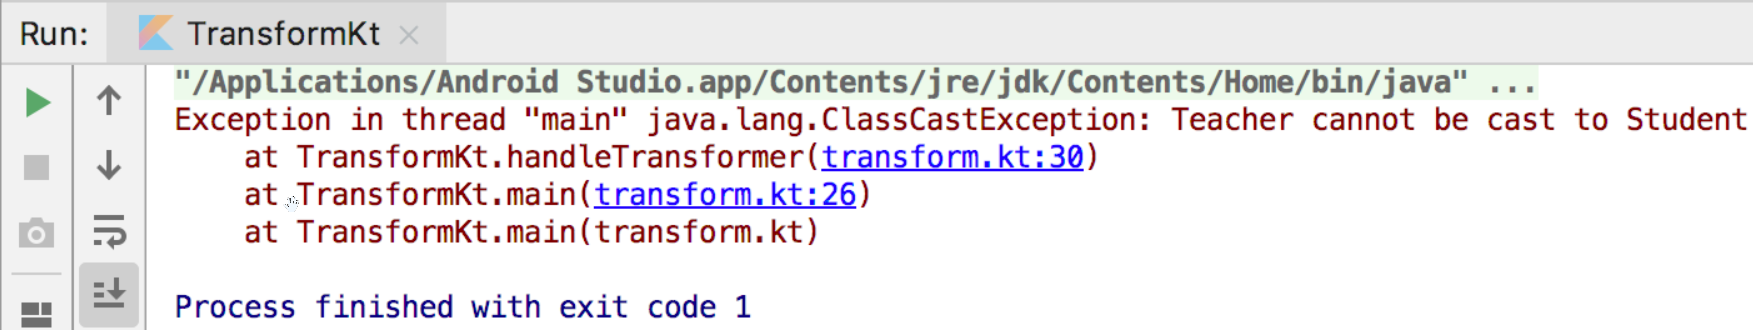 Run: TransformKt ×
"/Applications/Android Studio.app/Contents/jre/jdk/Contents/Home/bin/java" ...
Exception in thread "main" java.lang.ClassCastException: Teacher cannot be cast to Student
at TransformKt.handleTransformer(transform.kt:30)
at TransformKt.main(transform.kt:26)
at TransformKt.main(transform.kt)
Process finished with exit code 1